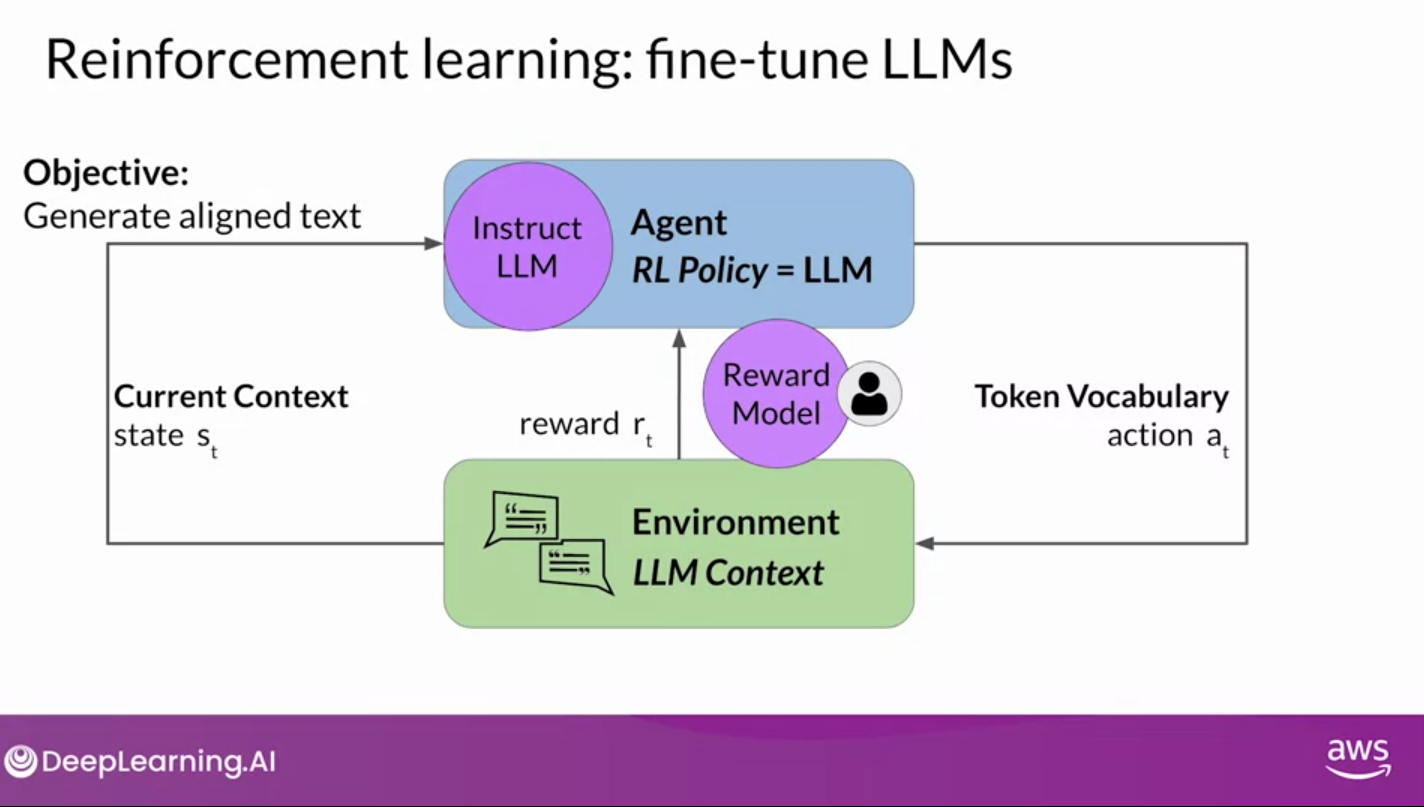 Reinforcement learning: fine-tune LLMs
Objective:
Generate aligned text
Instruct
LLM
Agent
RL Policy = LLM
Current Context
state s_t
reward r_t
Reward
Model
Token Vocabulary
action a_t
Environment
LLM Context
DeepLearning.AI
aws